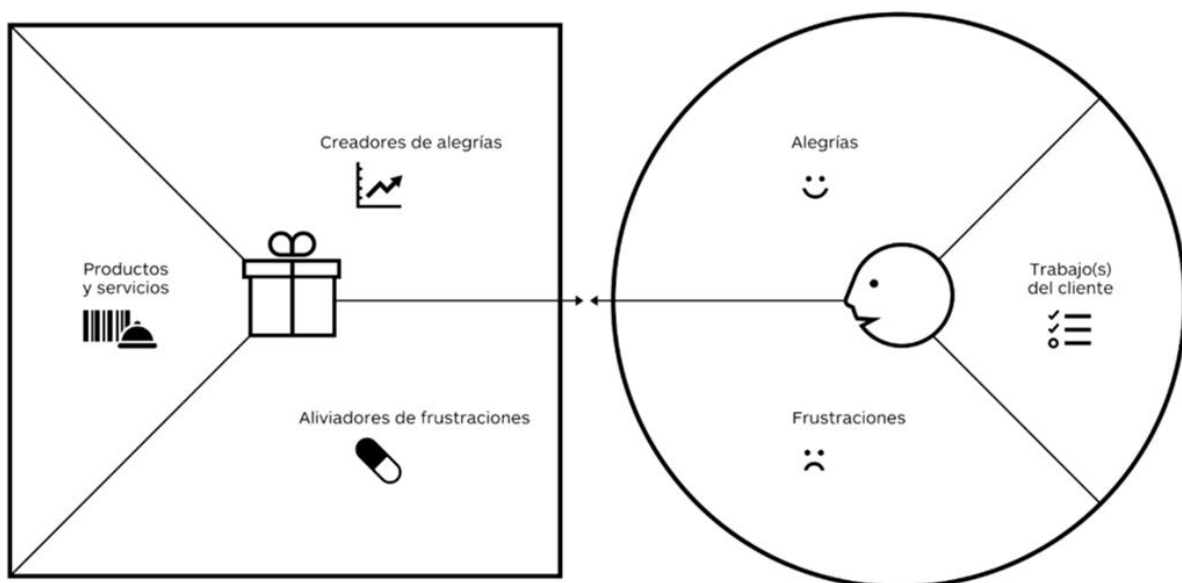 Creadores de alegrías
Productos
y servicios
Aliviadores de frustraciones
Alegrías
Trabajo(s)
del cliente
Frustraciones